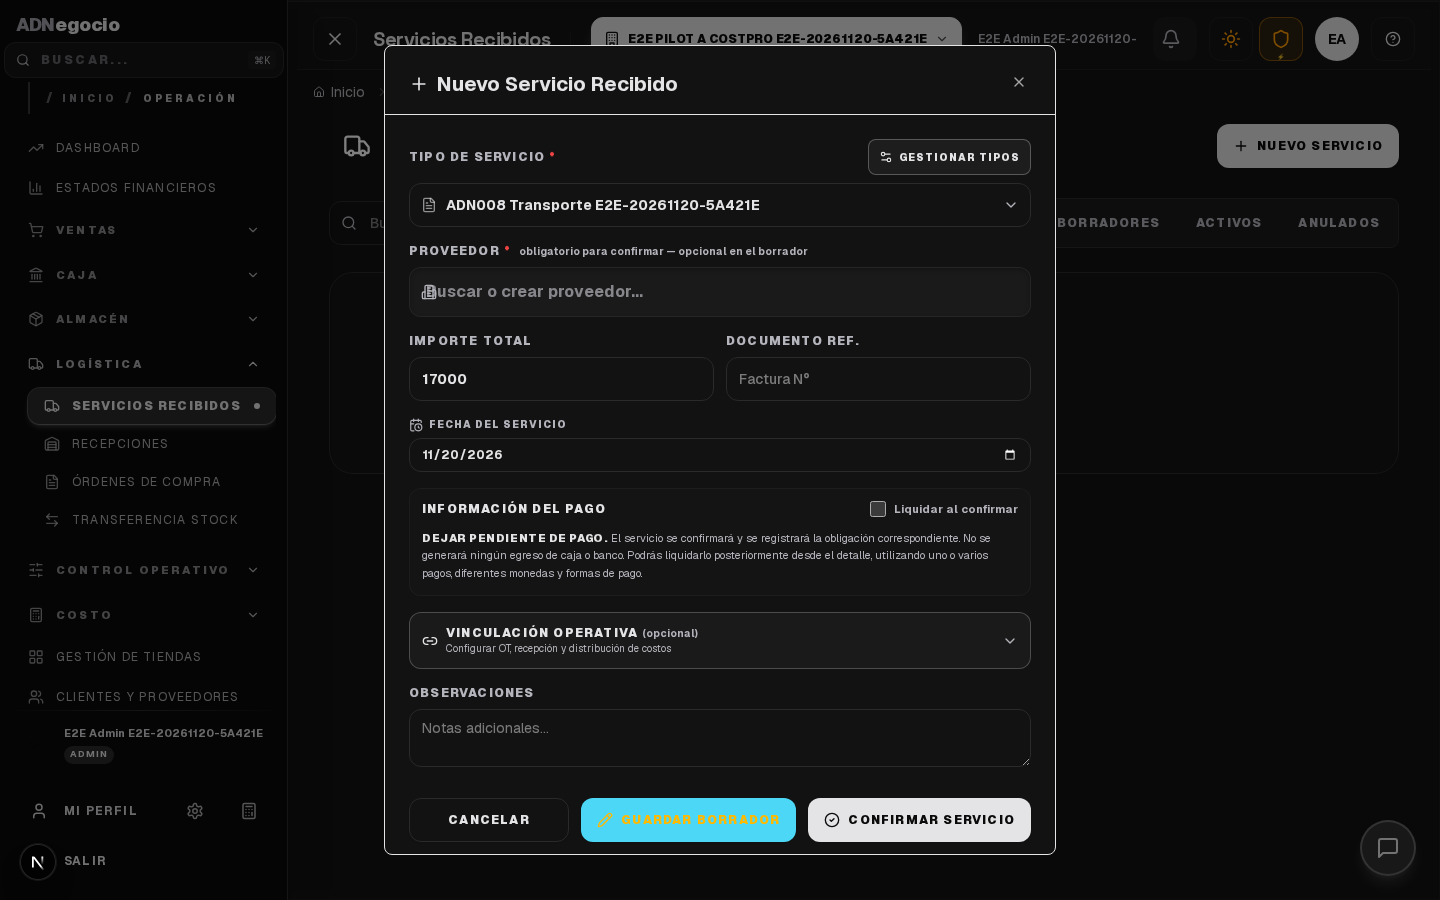 ADNegocio
BUSCAR...
⌘K
/ INICIO / OPERACIÓN
DASHBOARD
ESTADOS FINANCIEROS
VENTAS
CAJA
ALMACÉN
LOGÍSTICA
SERVICIOS RECIBIDOS
RECEPCIONES
ÓRDENES DE COMPRA
TRANSFERENCIA STOCK
CONTROL OPERATIVO
COSTO
GESTIÓN DE TIENDAS
CLIENTES Y PROVEEDORES
E2E Admin E2E-20261120-5A421E
ADMIN
MI PERFIL
SALIR
Servicios Recibidos
E2E PILOT A COSTPRO E2E-20261120-5A421E
E2E Admin E2E-20261120-
EA
Inicio
NUEVO SERVICIO
BORRADORES
ACTIVOS
ANULADOS
Nuevo Servicio Recibido
TIPO DE SERVICIO *
GESTIONAR TIPOS
ADN008 Transporte E2E-20261120-5A421E
PROVEEDOR * obligatorio para confirmar — opcional en el borrador
Buscar o crear proveedor...
IMPORTE TOTAL
DOCUMENTO REF.
17000
Factura Nº
FECHA DEL SERVICIO
11/20/2026
INFORMACIÓN DEL PAGO
Liquidar al confirmar
DEJAR PENDIENTE DE PAGO. El servicio se confirmará y se registrará la obligación correspondiente. No se
generará ningún egreso de caja o banco. Podrás liquidarlo posteriormente desde el detalle, utilizando uno o varios
pagos, diferentes monedas y formas de pago.
VINCULACIÓN OPERATIVA (opcional)
Configurar OT, recepción y distribución de costos
OBSERVACIONES
Notas adicionales...
CANCELAR
GUARDAR BORRADOR
CONFIRMAR SERVICIO